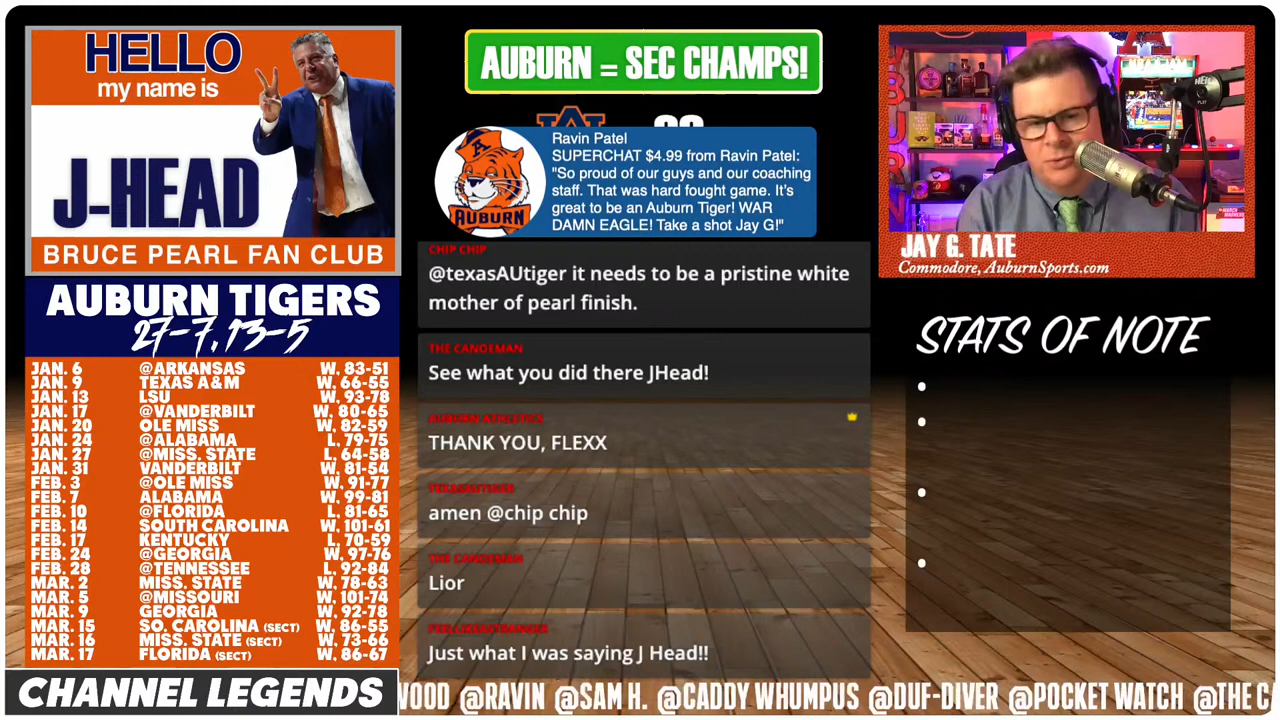 HELLO
my name is
J-HEAD
BRUCE PEARL FAN CLUB
AUBURN TIGERS
27-7, 13-5
JAN. 6 @ARKANSAS W, 83-51
JAN. 9 TEXAS A&M W, 66-55
JAN. 13 LSU W, 93-78
JAN. 17 @VANDERBILT W, 80-65
JAN. 20 OLE MISS W, 82-59
JAN. 24 @ALABAMA L, 79-75
JAN. 27 @MISS. STATE L, 64-58
JAN. 31 VANDERBILT W, 81-54
FEB. 3 @OLE MISS W, 91-77
FEB. 7 ALABAMA W, 99-81
FEB. 10 @FLORIDA L, 81-65
FEB. 14 SOUTH CAROLINA W, 101-61
FEB. 17 KENTUCKY L, 70-59
FEB. 24 @GEORGIA W, 97-76
FEB. 28 @TENNESSEE L, 92-84
MAR. 2 MISS. STATE W, 78-63
MAR. 5 @MISSOURI W, 101-74
MAR. 9 GEORGIA W, 92-78
MAR. 15 SO. CAROLINA (SECT) W, 86-55
MAR. 16 MISS. STATE (SECT) W, 73-66
MAR. 17 FLORIDA (SECT) W, 86-67
AUBURN = SEC CHAMPS!
AUBURN
Ravin Patel
SUPERCHAT $4.99 from Ravin Patel:
"So proud of our guys and our coaching
staff. That was hard fought game. It's
great to be an Auburn Tiger! WAR
DAMN EAGLE! Take a shot Jay G!"
CHIP CHIP
@texasAUtiger it needs to be a pristine white
mother of pearl finish.
THE CANOEMAN
See what you did there JHead!
AUBURN ATHLETICS
THANK YOU, FLEXX
TEXASAUTIGER
amen @chip chip
THE CANOEMAN
Lior
Just what I was saying J Head!!
JAY G. TATE
Commodore, AuburnSports.com
STATS OF NOTE
CHANNEL LEGENDS
WOOD @RAVIN @SAM H. @CADDY WHUMPUS @DUF-DIVER @POCKET WATCH @THE C